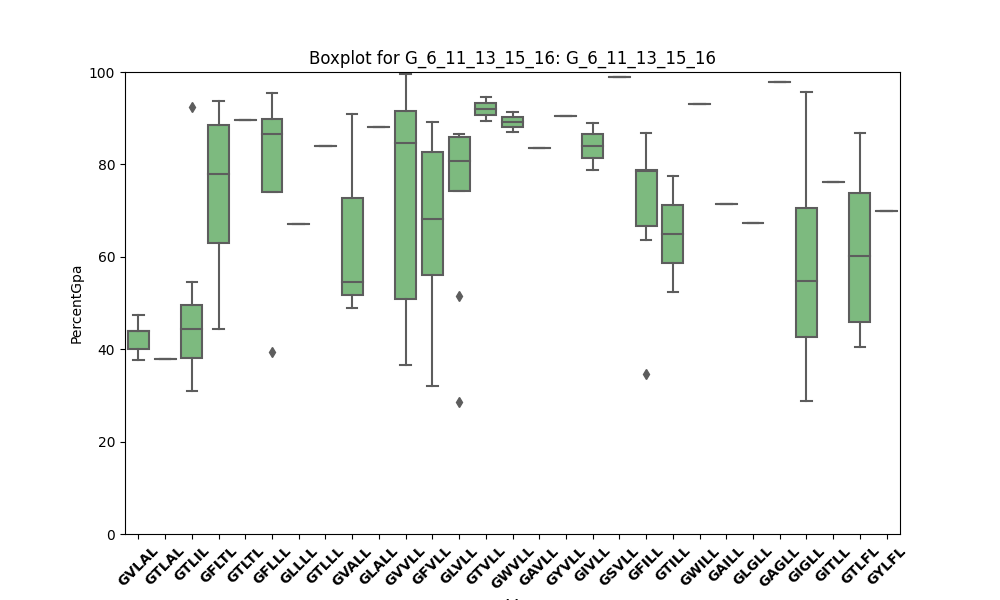 Boxplot for G_6_11_13_15_16: G_6_11_13_15_16
100
80
60
40
20
0
PercentGpa
GVLAL GTLAL GTLIL GFLTL GTLTL GFLLL GLLLL GTLLL GVALL GLALL GVVLL GFVLL GLVLL GTVLL GWVLL GAVLL GYVLL GIVLL GSVLL GFILL GTILL GWILL GAILL GLGLL GAGLL GIGLL GITLL GTLFL GYLFL